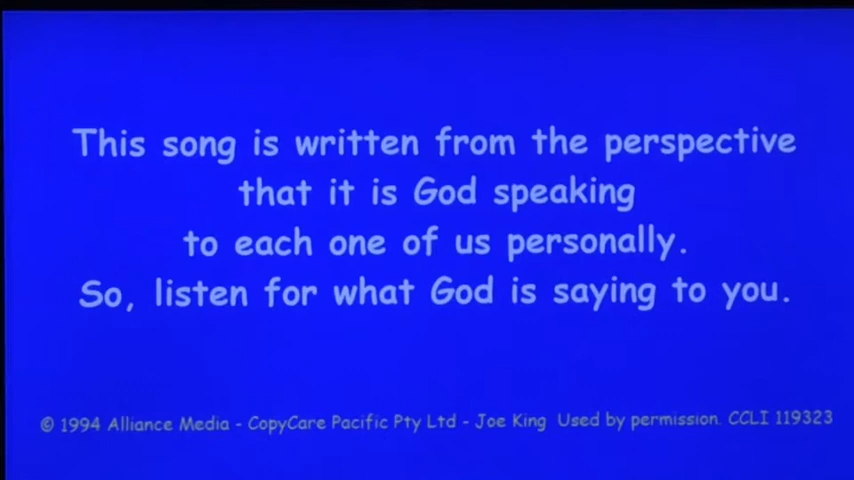 This song is written from the perspective
that it is God speaking
to each one of us personally.
So, listen for what God is saying to you.
© 1994 Alliance Media - CopyCare Pacific Pty Ltd - Joe King Used by permission. CCLI 119323